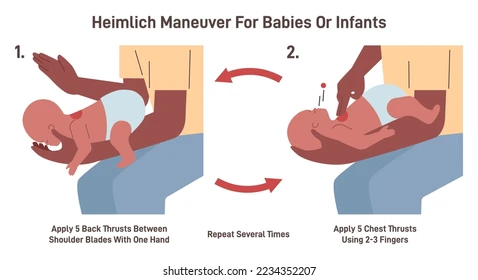 Heimlich Maneuver For Babies Or Infants
1.
2.
Apply 5 Back Thrusts Between
Shoulder Blades With One Hand
Repeat Several Times
Apply 5 Chest Thrusts
Using 2-3 Fingers
shutterstock.com · 2234352207